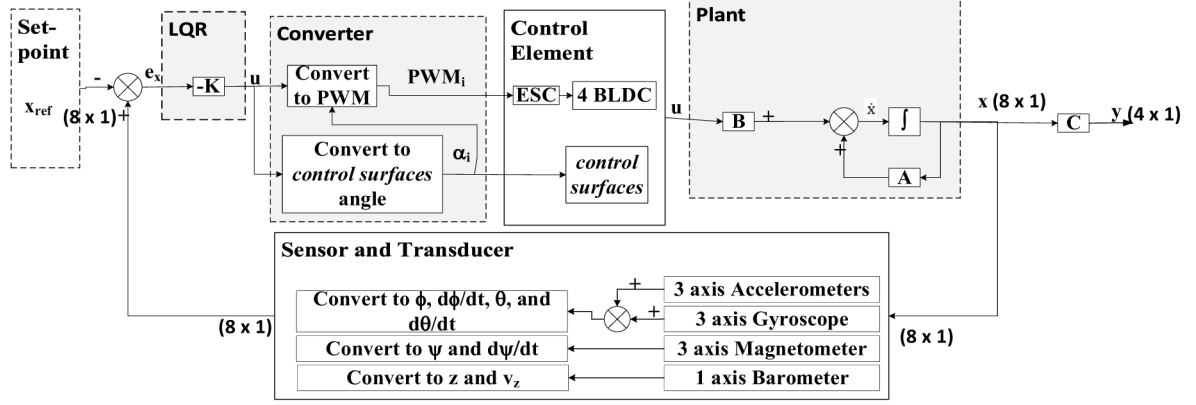 Set-
point
x_ref
(8 x 1)
-
+
e_x
LQR
-K
u
Converter
Convert
to PWM
PWM_i
Convert to
control surfaces
angle
α_i
Control
Element
ESC
4 BLDC
control
surfaces
u
Plant
B
+
+
ẋ
∫
A
x (8 x 1)
C
y (4 x 1)
Sensor and Transducer
Convert to ϕ, dϕ/dt, θ, and
dθ/dt
+
+
3 axis Accelerometers
3 axis Gyroscope
Convert to ψ and dψ/dt
3 axis Magnetometer
Convert to z and v_z
1 axis Barometer
(8 x 1)
(8 x 1)